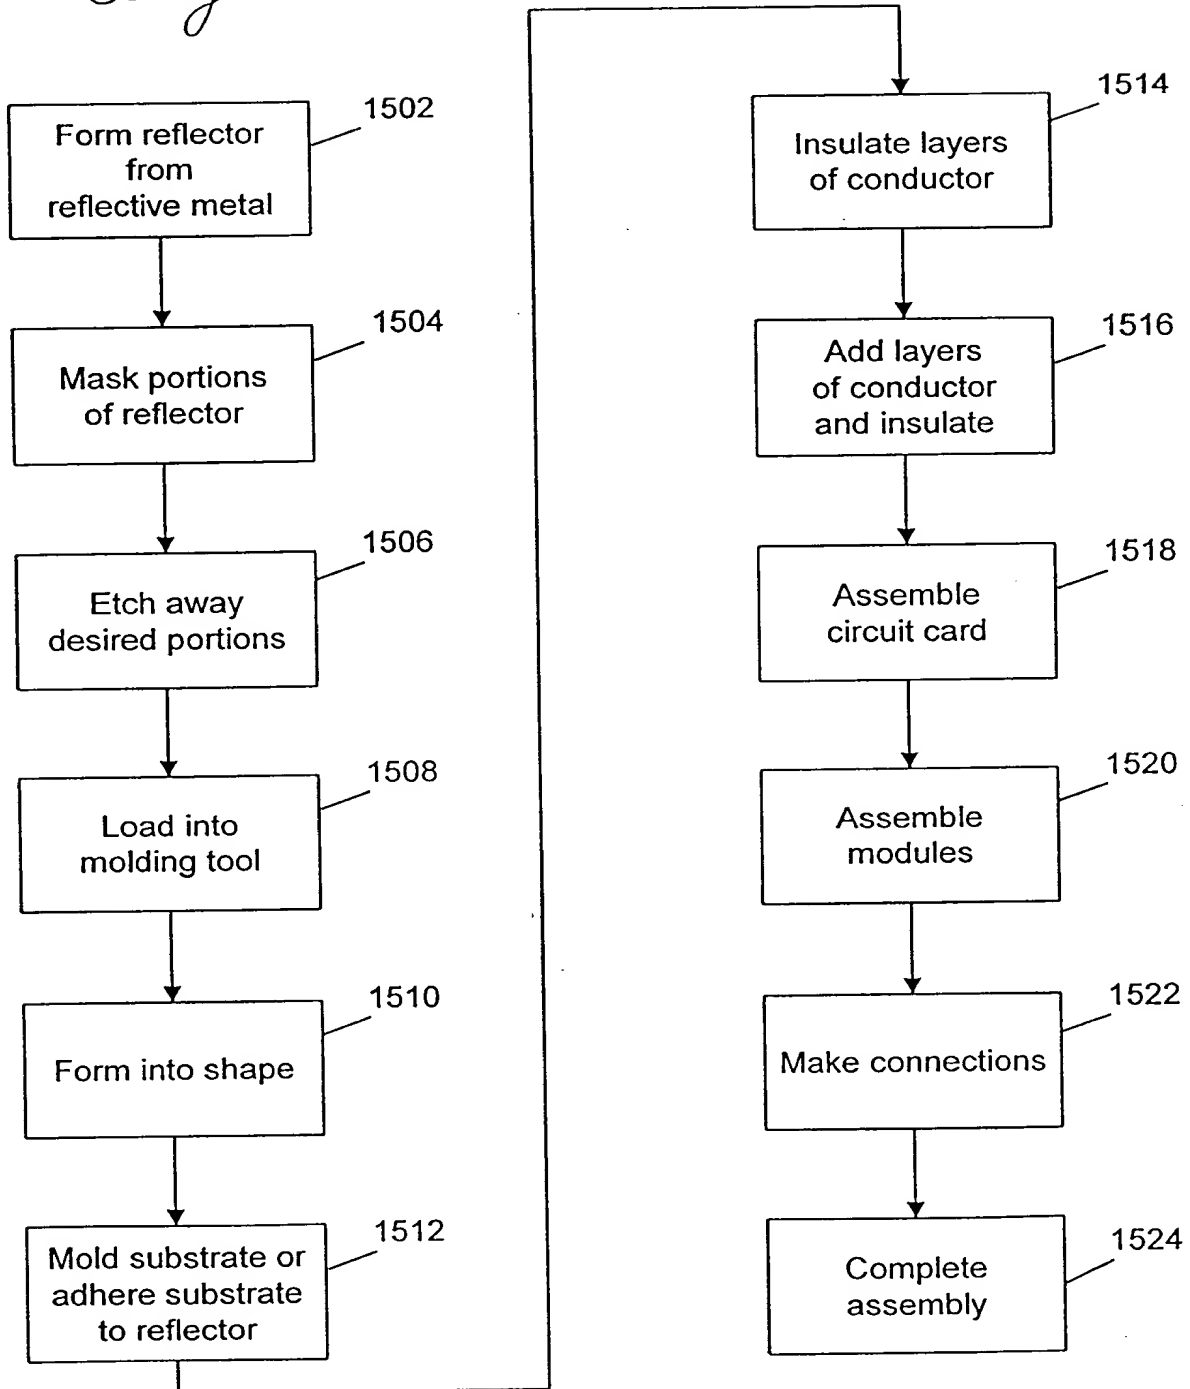 1502
Form reflector
from
reflective metal
1504
Mask portions
of reflector
1506
Etch away
desired portions
1508
Load into
molding tool
1510
Form into shape
1512
Mold substrate or
adhere substrate
to reflector
1514
Insulate layers
of conductor
1516
Add layers
of conductor
and insulate
1518
Assemble
circuit card
1520
Assemble
modules
1522
Make connections
1524
Complete
assembly